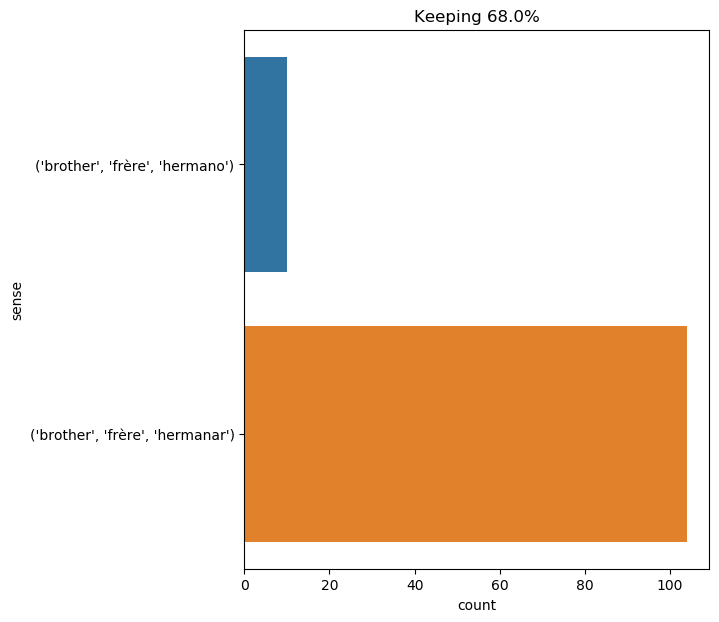 Keeping 68.0%
('brother', 'frère', 'hermano')
sense
('brother', 'frère', 'hermanar')
0 20 40 60 80 100
count